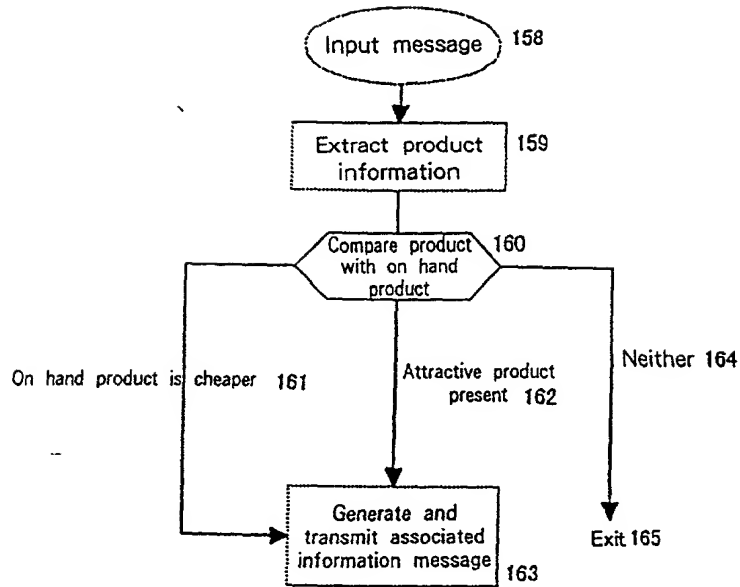 Input message 158
Extract product 159
information
Compare product 160
with on hand
product
On hand product is cheaper 161
Attractive product
present 162
Neither 164
Generate and
transmit associated
information message 163
Exit 165